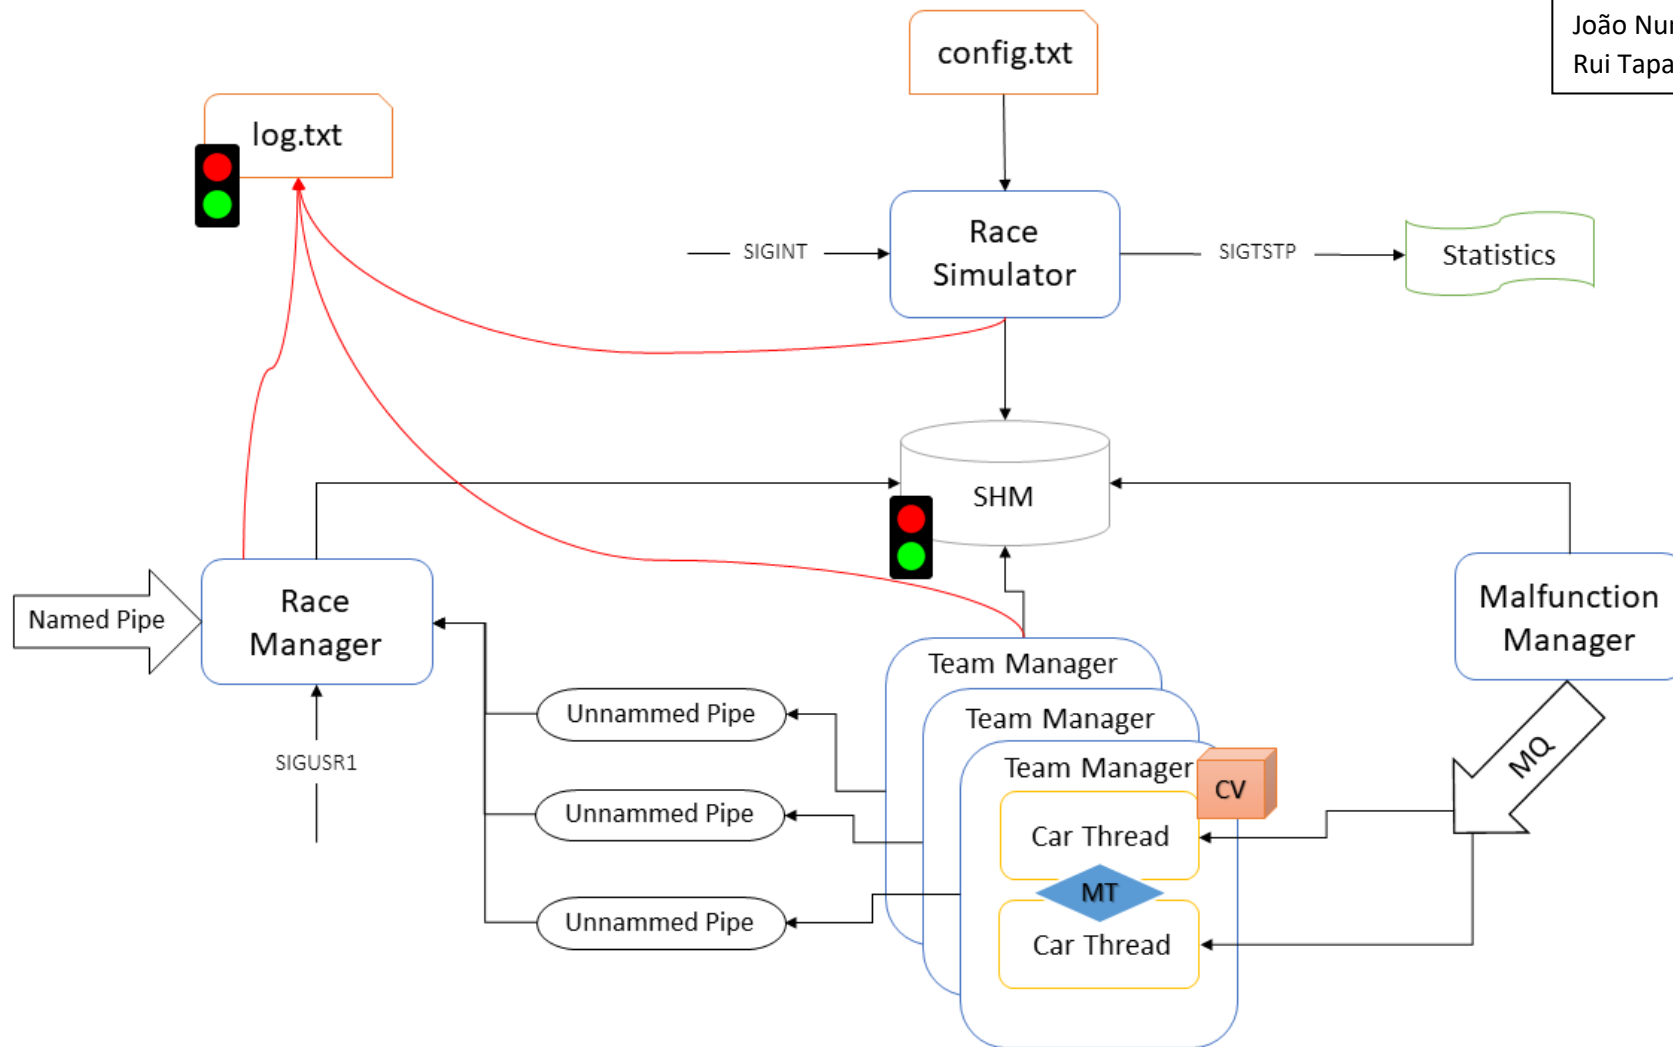 João
Rui
config.txt
log.txt
Race
Simulator
SIGINT
SIGTSTP
Statistics
SHM
Named Pipe
Race
Manager
Malfunction
Manager
Team Manager
Unnammed Pipe
Team Manager
SIGUSR1
Team Manager
MQ
CV
Unnammed Pipe
Car Thread
MT
Unnammed Pipe
Car Thread